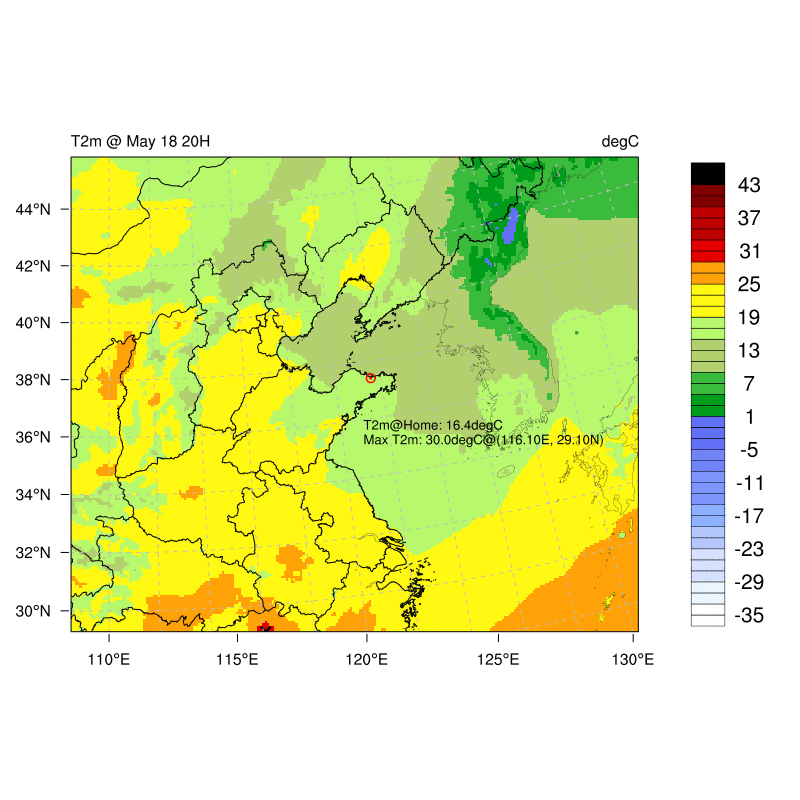 T2m @ May 18 20H
degC
44°N
42°N
40°N
38°N
36°N
34°N
32°N
30°N
T2m@Home: 16.4degC
Max T2m: 30.0degC@(116.10E, 29.10N)
110°E
115°E
120°E
125°E
130°E
43
37
31
25
19
13
7
1
-5
-11
-17
-23
-29
-35